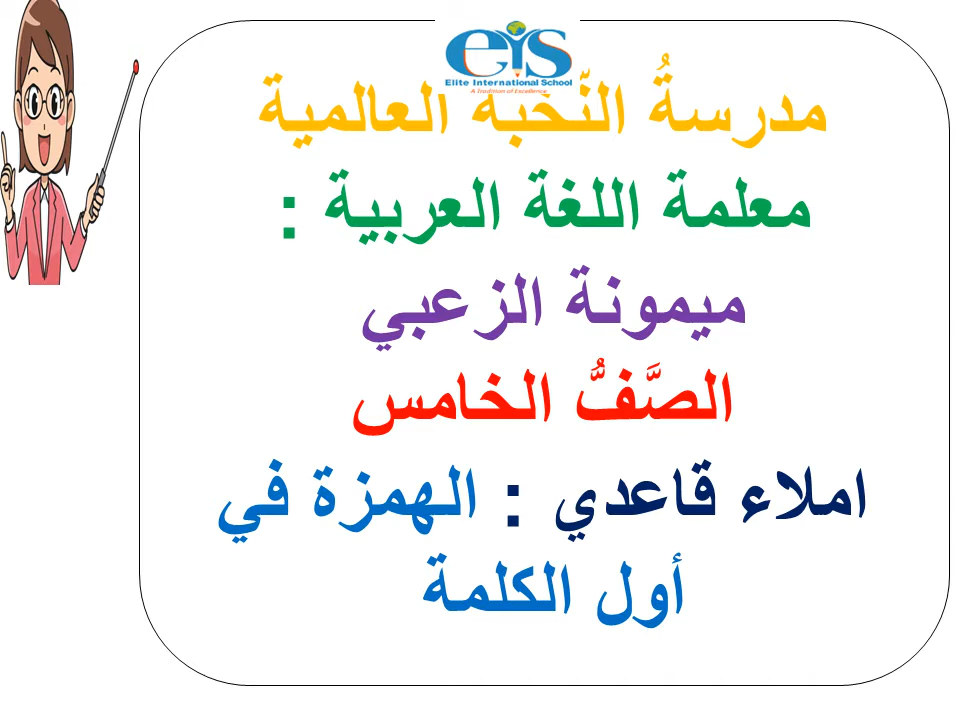 eis
Elite International School
A Tradition of Excellence
مدرسةُ النّخبه العالمية
معلمة اللغة العربية :
ميمونة الزعبي
الصَّفُّ الخامس
املاء قاعدي : الهمزة في
أول الكلمة